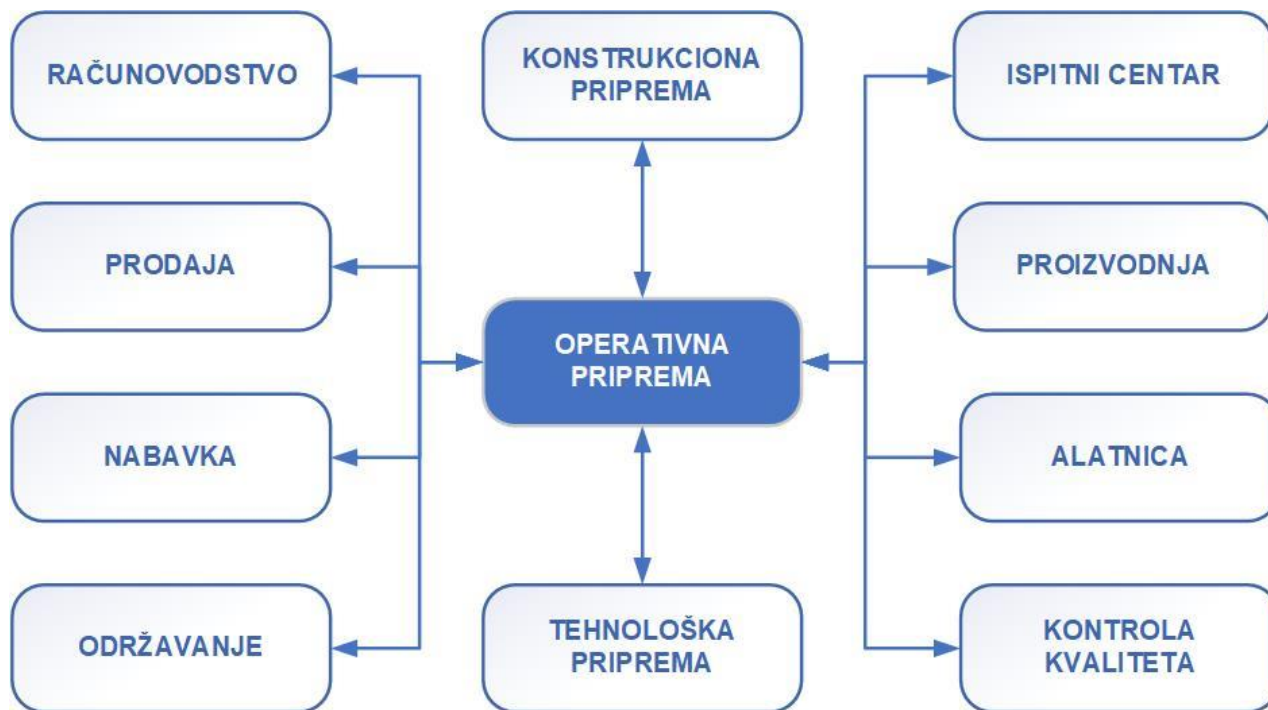 RAČUNOVODSTVO
KONSTRUKCIONA
PRIPREMA
ISPITNI CENTAR
PRODAJA
PROIZVODNJA
OPERATIVNA
PRIPREMA
NABAVKA
ALATNICA
ODRŽAVANJE
TEHNOLOŠKA
PRIPREMA
KONTROLA
KVALITETA